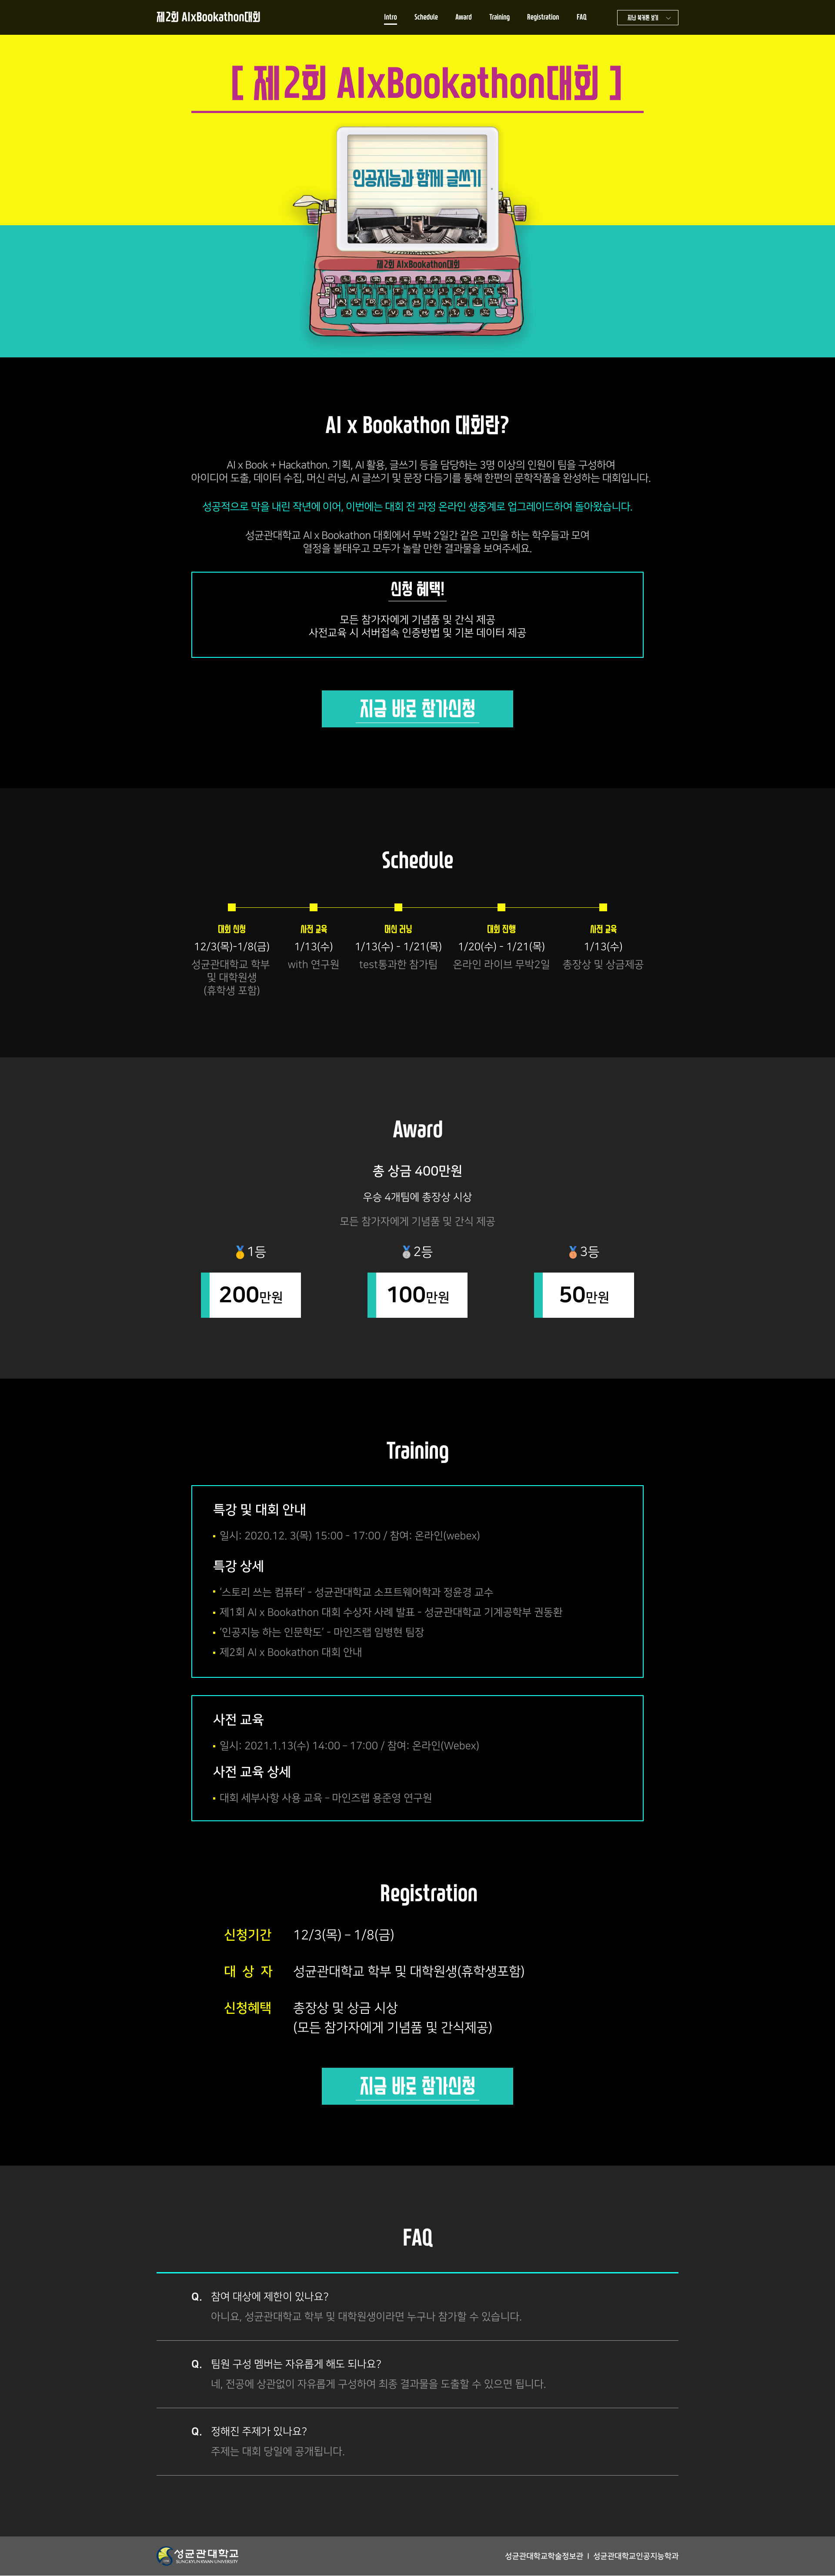 제2회 AIxBookathon대회
Intro Schedule Award Training Registration FAQ
지난 북커톤 보기
[ 제2회 AIxBookathon대회 ]
인공지능과 함께 글쓰기
제2회 AIxBookathon대회
AI x Bookathon 대회란?
AI x Book + Hackathon. 기획, AI 활용, 글쓰기 등을 담당하는 3명 이상의 인원이 팀을 구성하여
아이디어 도출, 데이터 수집, 머신 러닝, AI 글쓰기 및 문장 다듬기를 통해 한편의 문학작품을 완성하는 대회입니다.
성공적으로 막을 내린 작년에 이어, 이번에는 대회 전 과정 온라인 생중계로 업그레이드하여 돌아왔습니다.
성균관대학교 AI x Bookathon 대회에서 무박 2일간 같은 고민을 하는 학우들과 모여
열정을 불태우고 모두가 놀랄 만한 결과물을 보여주세요.
신청 혜택!
모든 참가자에게 기념품 및 간식 제공
사전교육 시 서버접속 인증방법 및 기본 데이터 제공
지금 바로 참가신청
Schedule
대회 신청
12/3(목)-1/8(금)
성균관대학교 학부
및 대학원생
(휴학생 포함)
사전 교육
1/13(수)
with 연구원
머신 러닝
1/13(수) - 1/21(목)
test통과한 참가팀
대회 진행
1/20(수) - 1/21(목)
온라인 라이브 무박2일
사전 교육
1/13(수)
총장상 및 상금제공
Award
총 상금 400만원
우승 4개팀에 총장상 시상
모든 참가자에게 기념품 및 간식 제공
1등
200만원
2등
100만원
3등
50만원
Training
특강 및 대회 안내
일시: 2020.12. 3(목) 15:00 - 17:00 / 참여: 온라인(webex)
특강 상세
‘스토리 쓰는 컴퓨터’ - 성균관대학교 소프트웨어학과 정윤경 교수
제1회 AI x Bookathon 대회 수상자 사례 발표 - 성균관대학교 기계공학부 권동환
‘인공지능 하는 인문학도’ - 마인즈랩 임병현 팀장
제2회 AI x Bookathon 대회 안내
사전 교육
일시: 2021.1.13(수) 14:00 – 17:00 / 참여: 온라인(Webex)
사전 교육 상세
대회 세부사항 사용 교육 – 마인즈랩 용준영 연구원
Registration
신청기간 12/3(목) – 1/8(금)
대 상 자 성균관대학교 학부 및 대학원생(휴학생포함)
신청혜택 총장상 및 상금 시상
(모든 참가자에게 기념품 및 간식제공)
지금 바로 참가신청
FAQ
Q. 참여 대상에 제한이 있나요?
아니요, 성균관대학교 학부 및 대학원생이라면 누구나 참가할 수 있습니다.
Q. 팀원 구성 멤버는 자유롭게 해도 되나요?
네, 전공에 상관없이 자유롭게 구성하여 최종 결과물을 도출할 수 있으면 됩니다.
Q. 정해진 주제가 있나요?
주제는 대회 당일에 공개됩니다.
성균관대학교
SUNGKYUNKWAN UNIVERSITY
성균관대학교학술정보관 I 성균관대학교인공지능학과